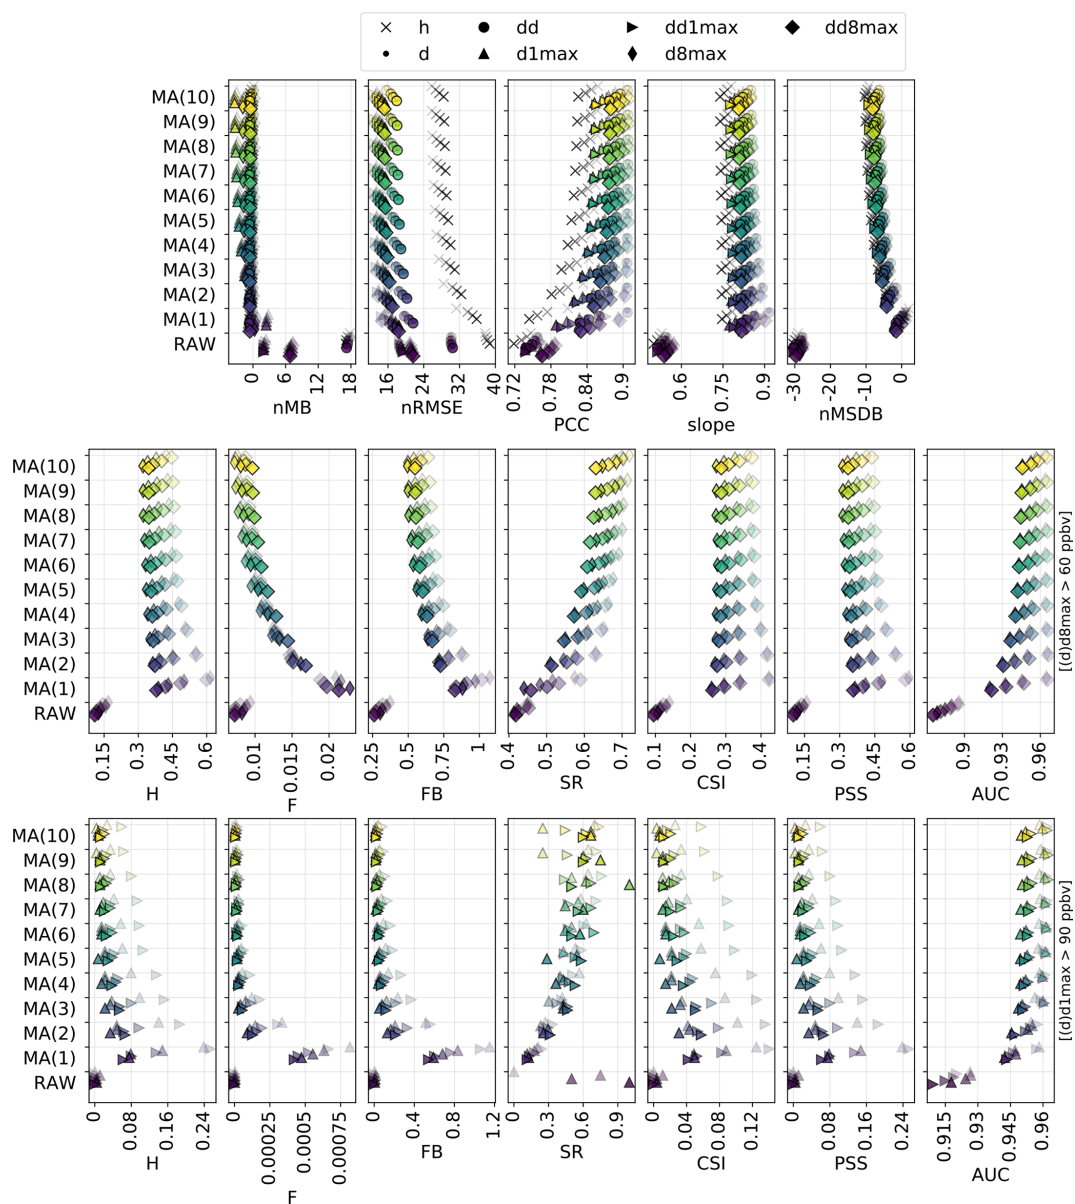 h dd dd1max dd8max
d d1max d8max
MA(10)
MA(9)
MA(8)
MA(7)
MA(6)
MA(5)
MA(4)
MA(3)
MA(2)
MA(1)
RAW
0 6 12 18
nMB
16 24 32 40
nRMSE
0.72 0.78 0.84 0.9
PCC
0.6 0.75 0.9
slope
-30 -20 -10 0
nMSDB
MA(10)
MA(9)
MA(8)
MA(7)
MA(6)
MA(5)
MA(4)
MA(3)
MA(2)
MA(1)
RAW
0.15 0.3 0.45 0.6
H
0.01 0.015 0.02
F
0.25 0.5 0.75 1
FB
0.4 0.5 0.6 0.7
SR
0.1 0.2 0.3 0.4
CSI
0.15 0.3 0.45 0.6
PSS
0.9 0.93 0.96
AUC
[(d)d8max > 60 ppbv]
MA(10)
MA(9)
MA(8)
MA(7)
MA(6)
MA(5)
MA(4)
MA(3)
MA(2)
MA(1)
RAW
0 0.08 0.16 0.24
H
0 0.00025 0.0005 0.00075
F
0 0.4 0.8 1.2
FB
0 0.3 0.6 0.9
SR
0 0.04 0.08 0.12
CSI
0 0.08 0.16 0.24
PSS
0.915 0.93 0.945 0.96
AUC
[(d)d1max > 90 ppbv]